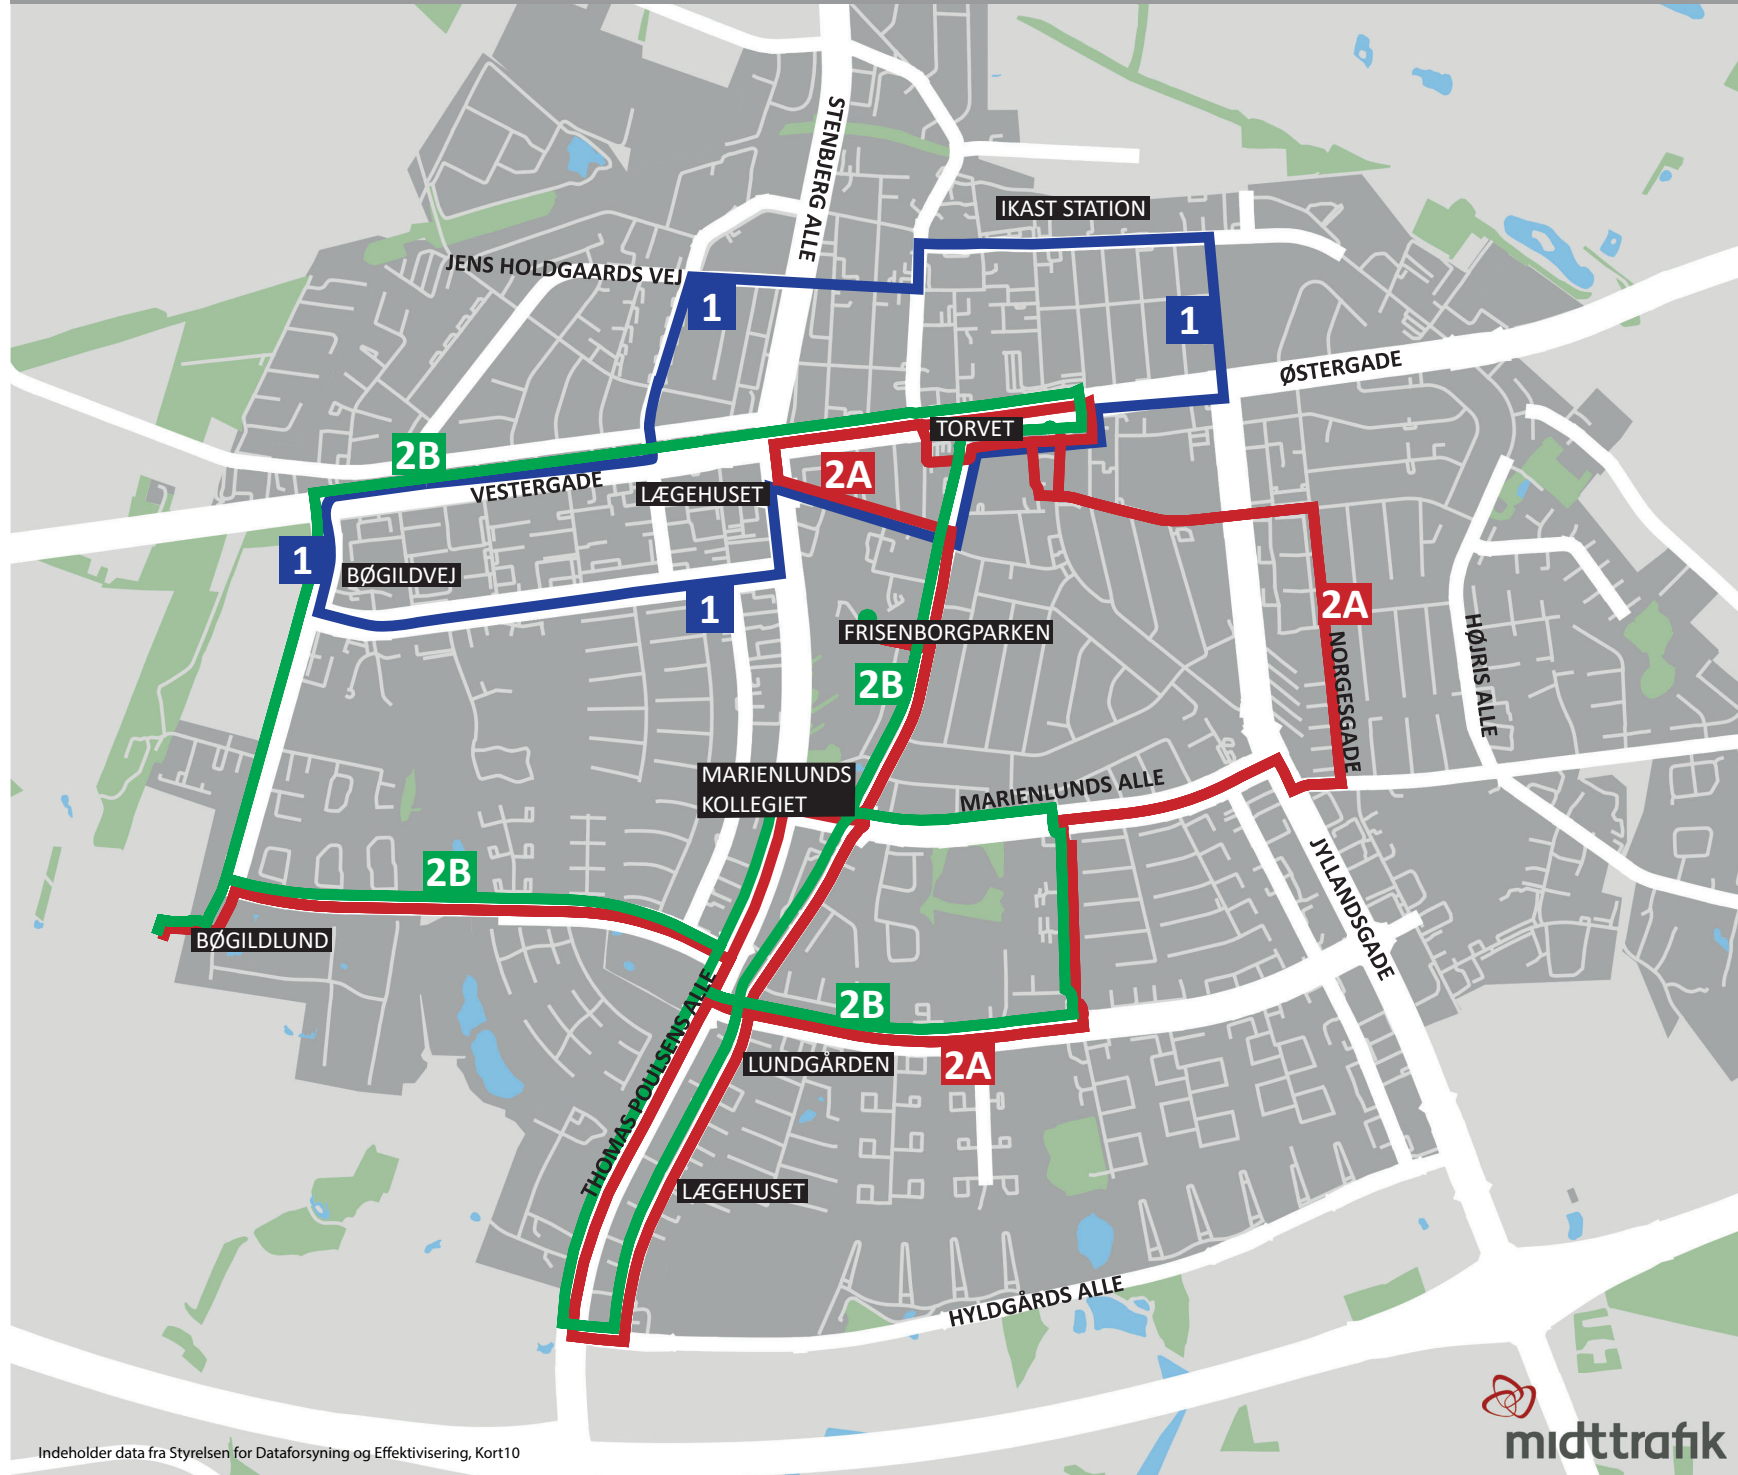 STENBJERG ALLE
IKAST STATION
JENS HOLDGAARDS VEJ
1
1
ØSTERGADE
TORVET
2B
2A
VESTERGADE
LÆGEHUSET
1
BØGILDVEJ
1
2A
FRISENBORGPARKEN
NORGESGADE
HØJRIS ALLE
2B
MARIENLUNDS
KOLLEGIET
MARIENLUNDS ALLE
2B
JYLLANDSGADE
BØGILDLUND
2B
THOMAS POULSENS ALLE
LUNDGÅRDEN
2A
LÆGEHUSET
HYLDGÅRDS ALLE
midttrafik
Indeholder data fra Styrelsen for Dataforsyning og Effektivisering, Kort10